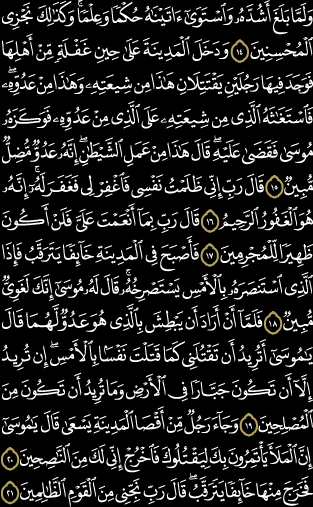 وَلَمَّا بَلَغَ أَشُدَّهُۥ وَٱسْتَوَىٰٓ ءَاتَيْنَٰهُ حُكْمًا وَعِلْمًا ۚ وَكَذَٰلِكَ نَجْزِى
ٱلْمُحْسِنِينَ ١٤ وَدَخَلَ ٱلْمَدِينَةَ عَلَىٰ حِينِ غَفْلَةٍ مِّنْ أَهْلِهَا
فَوَجَدَ فِيهَا رَجُلَيْنِ يَقْتَتِلَانِ هَٰذَا مِن شِيعَتِهِۦ وَهَٰذَا مِنْ عَدُوِّهِۦ ۖ
فَٱسْتَغَٰثَهُ ٱلَّذِى مِن شِيعَتِهِۦ عَلَى ٱلَّذِى مِنْ عَدُوِّهِۦ فَوَكَزَهُۥ
مُوسَىٰ فَقَضَىٰ عَلَيْهِ ۖ قَالَ هَٰذَا مِنْ عَمَلِ ٱلشَّيْطَٰنِ ۖ إِنَّهُۥ عَدُوٌّ مُّضِلٌّ
مُّبِينٌ ١٥ قَالَ رَبِّ إِنِّى ظَلَمْتُ نَفْسِى فَٱغْفِرْ لِى فَغَفَرَ لَهُۥٓ ۚ إِنَّهُۥ
هُوَ ٱلْغَفُورُ ٱلرَّحِيمُ ١٦ قَالَ رَبِّ بِمَآ أَنْعَمْتَ عَلَىَّ فَلَنْ أَكُونَ
ظَهِيرًا لِّلْمُجْرِمِينَ ١٧ فَأَصْبَحَ فِى ٱلْمَدِينَةِ خَآئِفًا يَتَرَقَّبُ فَإِذَا
ٱلَّذِى ٱسْتَنصَرَهُۥ بِٱلْأَمْسِ يَسْتَصْرِخُهُۥ ۚ قَالَ لَهُۥ مُوسَىٰٓ إِنَّكَ لَغَوِىٌّ
مُّبِينٌ ١٨ فَلَمَّآ أَنْ أَرَادَ أَن يَبْطِشَ بِٱلَّذِى هُوَ عَدُوٌّ لَّهُمَا قَالَ
يَٰمُوسَىٰٓ أَتُرِيدُ أَن تَقْتُلَنِى كَمَا قَتَلْتَ نَفْسًۢا بِٱلْأَمْسِ ۖ إِن تُرِيدُ
إِلَّآ أَن تَكُونَ جَبَّارًا فِى ٱلْأَرْضِ وَمَا تُرِيدُ أَن تَكُونَ مِنَ
ٱلْمُصْلِحِينَ ١٩ وَجَآءَ رَجُلٌ مِّنْ أَقْصَا ٱلْمَدِينَةِ يَسْعَىٰ قَالَ يَٰمُوسَىٰٓ
إِنَّ ٱلْمَلَأَ يَأْتَمِرُونَ بِكَ لِيَقْتُلُوكَ فَٱخْرُجْ إِنِّى لَكَ مِنَ ٱلنَّٰصِحِينَ ٢٠
فَخَرَجَ مِنْهَا خَآئِفًا يَتَرَقَّبُ ۖ قَالَ رَبِّ نَجِّنِى مِنَ ٱلْقَوْمِ ٱلظَّٰلِمِينَ ٢١